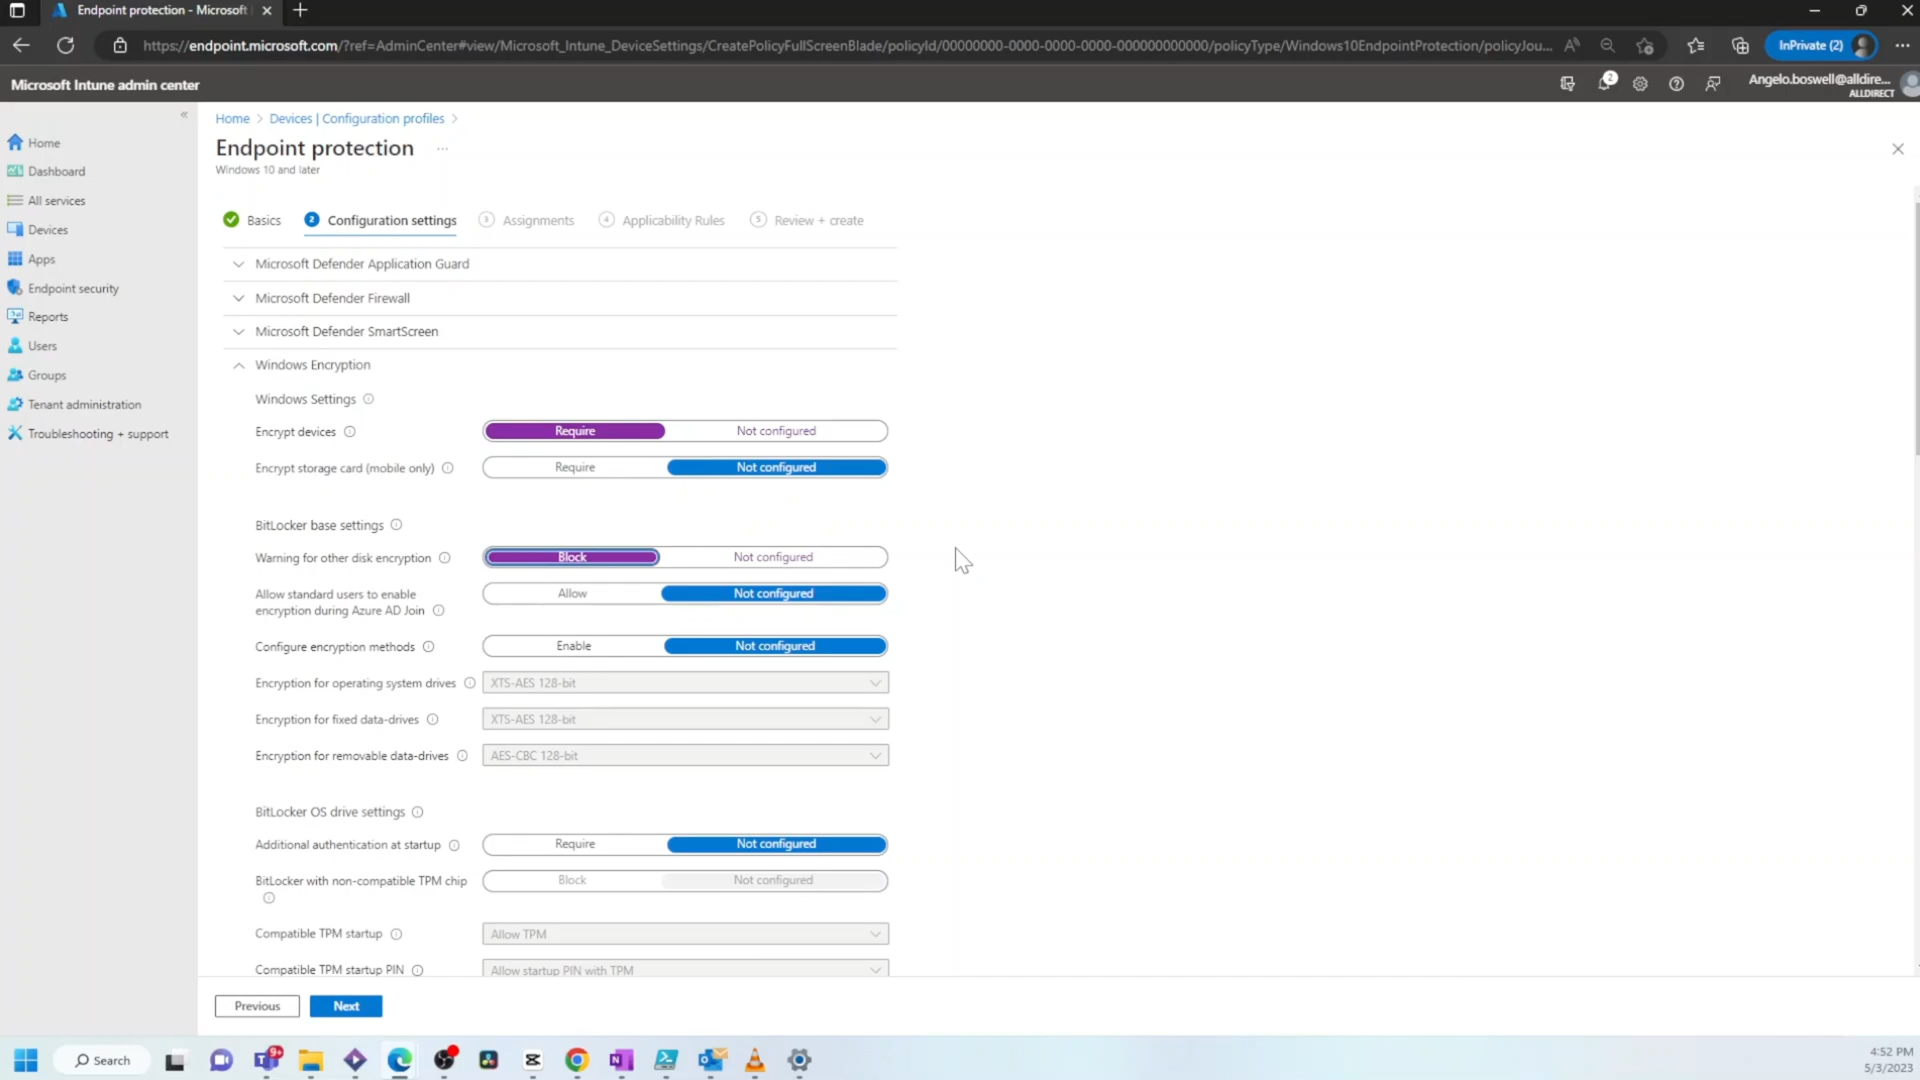 Endpoint protection - Microsoft
https://endpoint.microsoft.com/?ref=AdminCenter#view/Microsoft_Intune_DeviceSettings/CreatePolicyFullScreenBlade/policyId/00000000-0000-0000-0000-000000000000/policyType/Windows10EndpointProtection/policyJou...
InPrivate (2)
Microsoft Intune admin center
2
Angelo.boswell@alldire...
ALLDIRECT
Home
Dashboard
All services
Devices
Apps
Endpoint security
Reports
Users
Groups
Tenant administration
Troubleshooting + support
Home > Devices | Configuration profiles >
Endpoint protection ...
Windows 10 and later
Basics 2 Configuration settings 3 Assignments 4 Applicability Rules 5 Review + create
Microsoft Defender Application Guard
Microsoft Defender Firewall
Microsoft Defender SmartScreen
Windows Encryption
Windows Settings
Encrypt devices Require Not configured
Encrypt storage card (mobile only) Require Not configured
BitLocker base settings
Warning for other disk encryption Block Not configured
Allow standard users to enable
encryption during Azure AD Join
Allow Not configured
Configure encryption methods Enable Not configured
Encryption for operating system drives XTS-AES 128-bit
Encryption for fixed data-drives XTS-AES 128-bit
Encryption for removable data-drives AES-CBC 128-bit
BitLocker OS drive settings
Additional authentication at startup Require Not configured
BitLocker with non-compatible TPM chip Block Not configured
Compatible TPM startup Allow TPM
Compatible TPM startup PIN Allow startup PIN with TPM
Previous Next
Search
9+
4:52 PM
5/3/2023